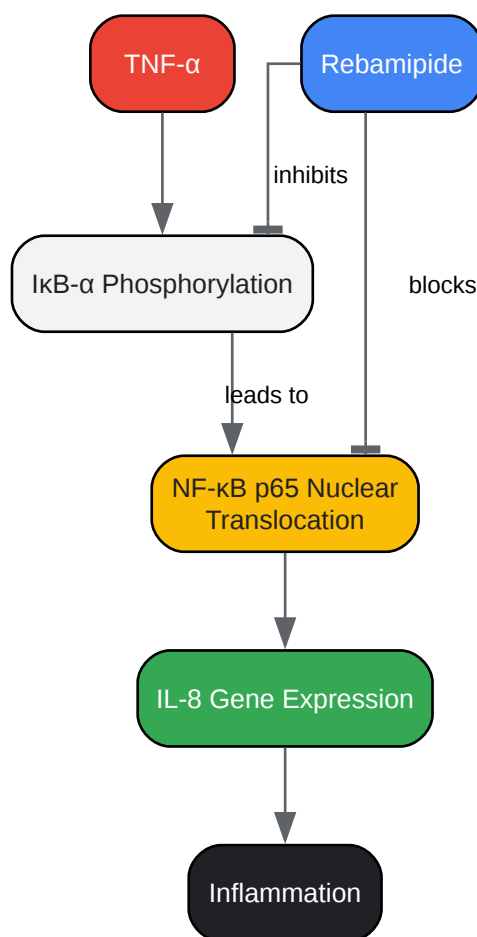 TNF-α
Rebamipide
inhibits
IκB-α Phosphorylation
blocks
leads to
NF-κB p65 Nuclear
Translocation
IL-8 Gene Expression
Inflammation